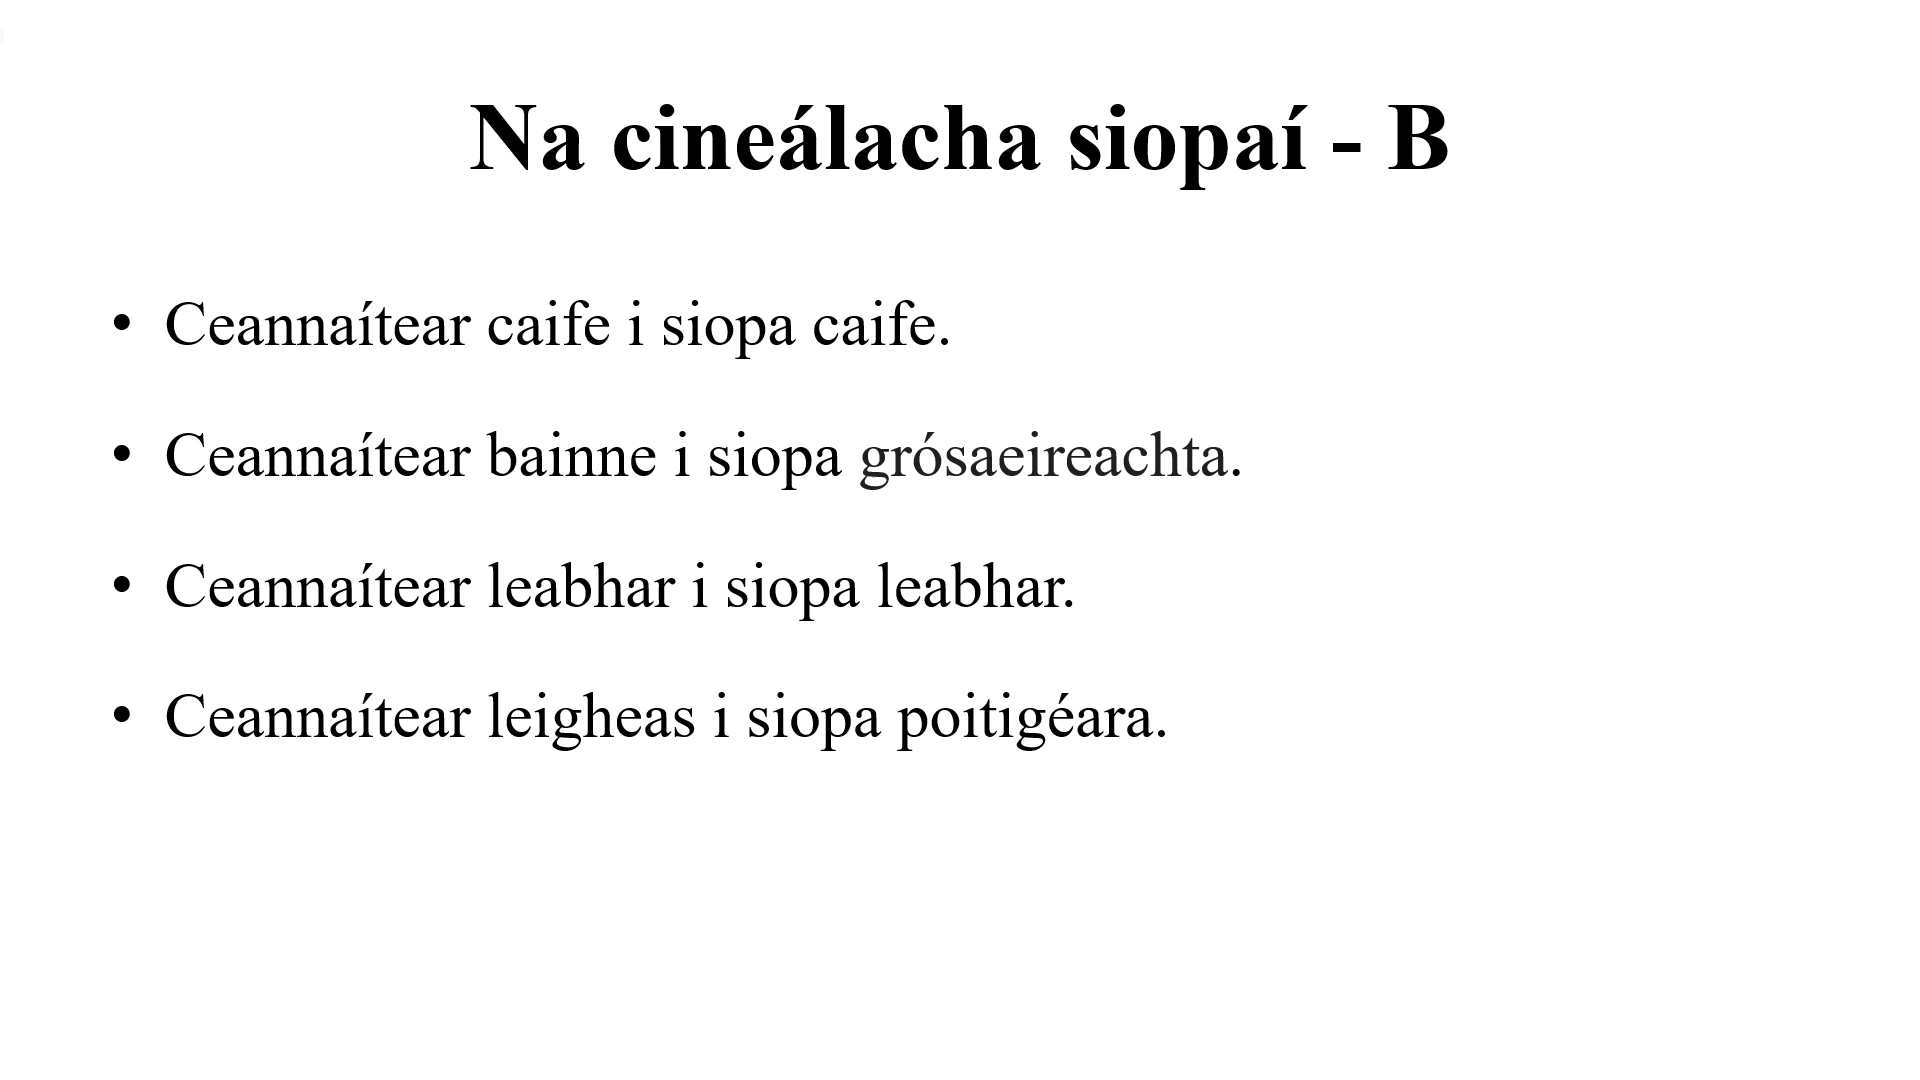 Na cineálacha siopaí - B
• Ceannaítear caife i siopa caife.
• Ceannaítear bainne i siopa grósaeireachta.
• Ceannaítear leabhar i siopa leabhar.
• Ceannaítear leigheas i siopa poitigéara.